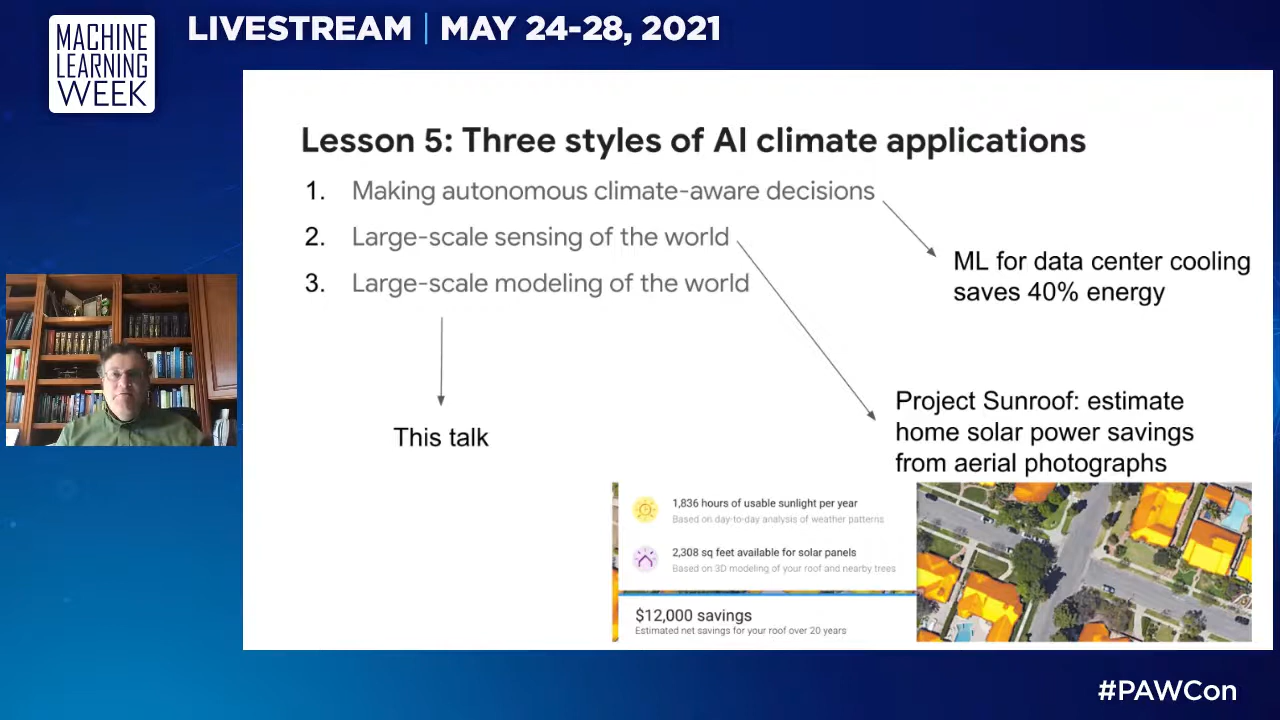 MACHINE
LEARNING
WEEK
LIVESTREAM | MAY 24-28, 2021
Lesson 5: Three styles of AI climate applications
1. Making autonomous climate-aware decisions
2. Large-scale sensing of the world
3. Large-scale modeling of the world
ML for data center cooling
saves 40% energy
This talk
Project Sunroof: estimate
home solar power savings
from aerial photographs
1,836 hours of usable sunlight per year
Based on day-to-day analysis of weather patterns
2,308 sq feet available for solar panels
Based on 3D modeling of your roof and nearby trees
$12,000 savings
Estimated net savings for your roof over 20 years
#PAWCon